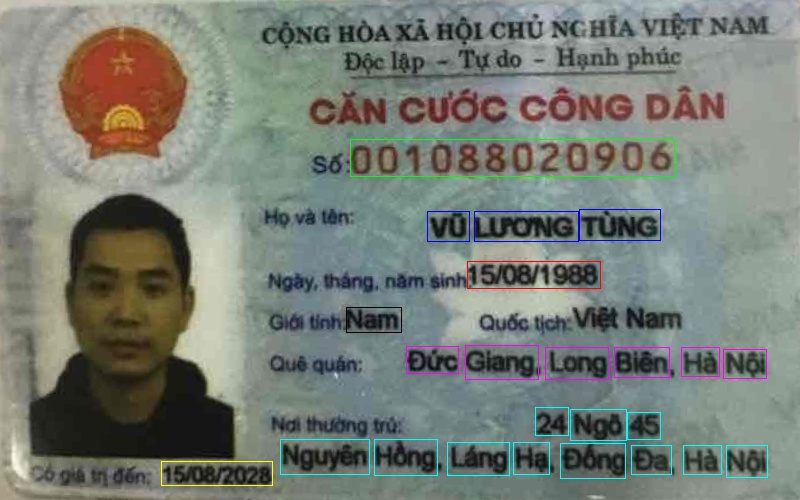 CỘNG HÒA XÃ HỘI CHỦ NGHĨA VIỆT NAM
Độc lập - Tự do - Hạnh phúc
CĂN CƯỚC CÔNG DÂN
Số: 001088020906
Họ và tên: VŨ LƯƠNG TÙNG
Ngày, tháng, năm sinh: 15/08/1988
Giới tính: Nam Quốc tịch: Việt Nam
Quê quán: Đức Giang, Long Biên, Hà Nội
Nơi thường trú: 24 Ngõ 45
Nguyên Hồng, Láng Hạ, Đống Đa, Hà Nội
Có giá trị đến: 15/08/2028